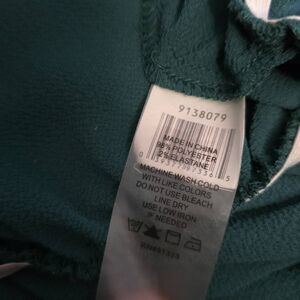 9138079
MADE IN CHINA
98% POLYESTER
2% ELASTANE
MACHINE WASH COLD
WITH LIKE COLORS
DO NOT USE BLEACH
LINE DRY
USE LOW IRON
IF NEEDED